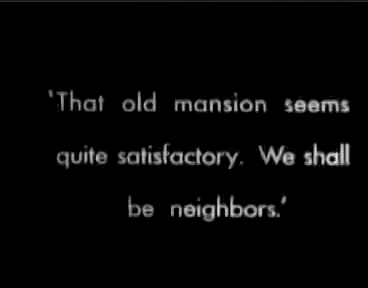 'That old mansion seems
quite satisfactory. We shall
be neighbors.'